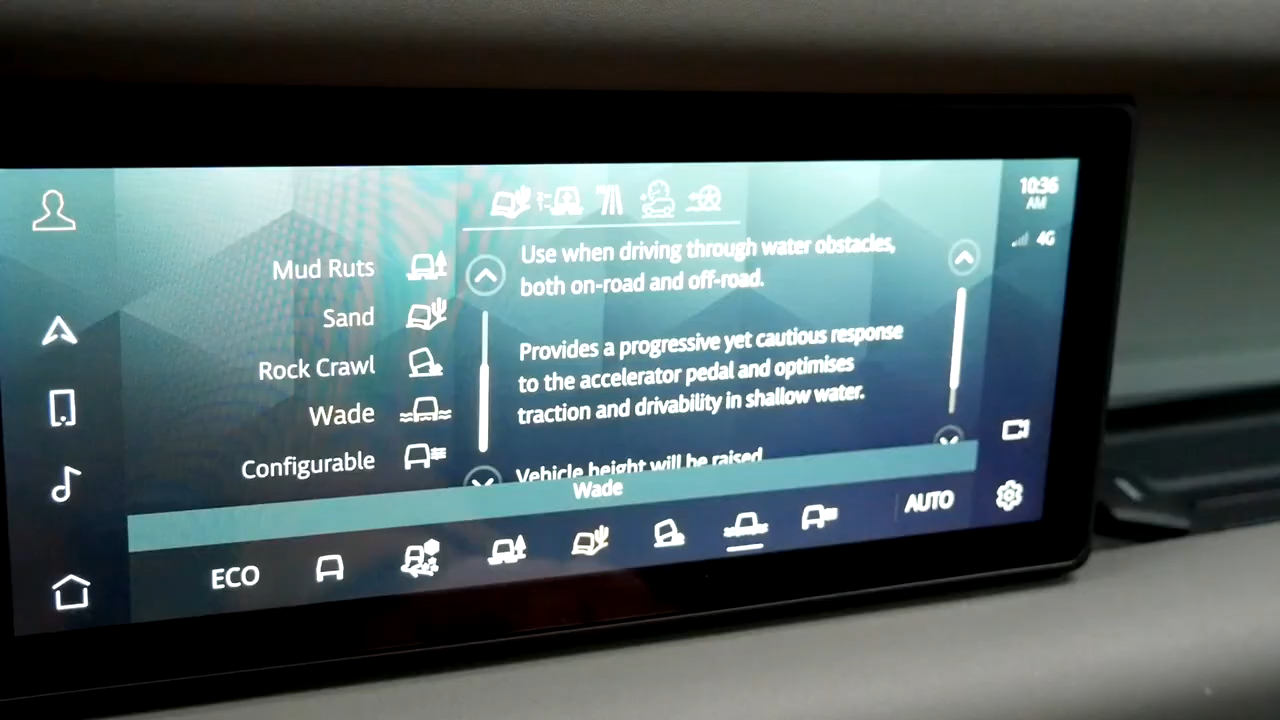 10:36
AM
4G
Mud Ruts
Sand
Rock Crawl
Wade
Configurable
Use when driving through water obstacles,
both on-road and off-road.
Provides a progressive yet cautious response
to the accelerator pedal and optimises
traction and drivability in shallow water.
Vehicle height will be raised
Wade
ECO
AUTO